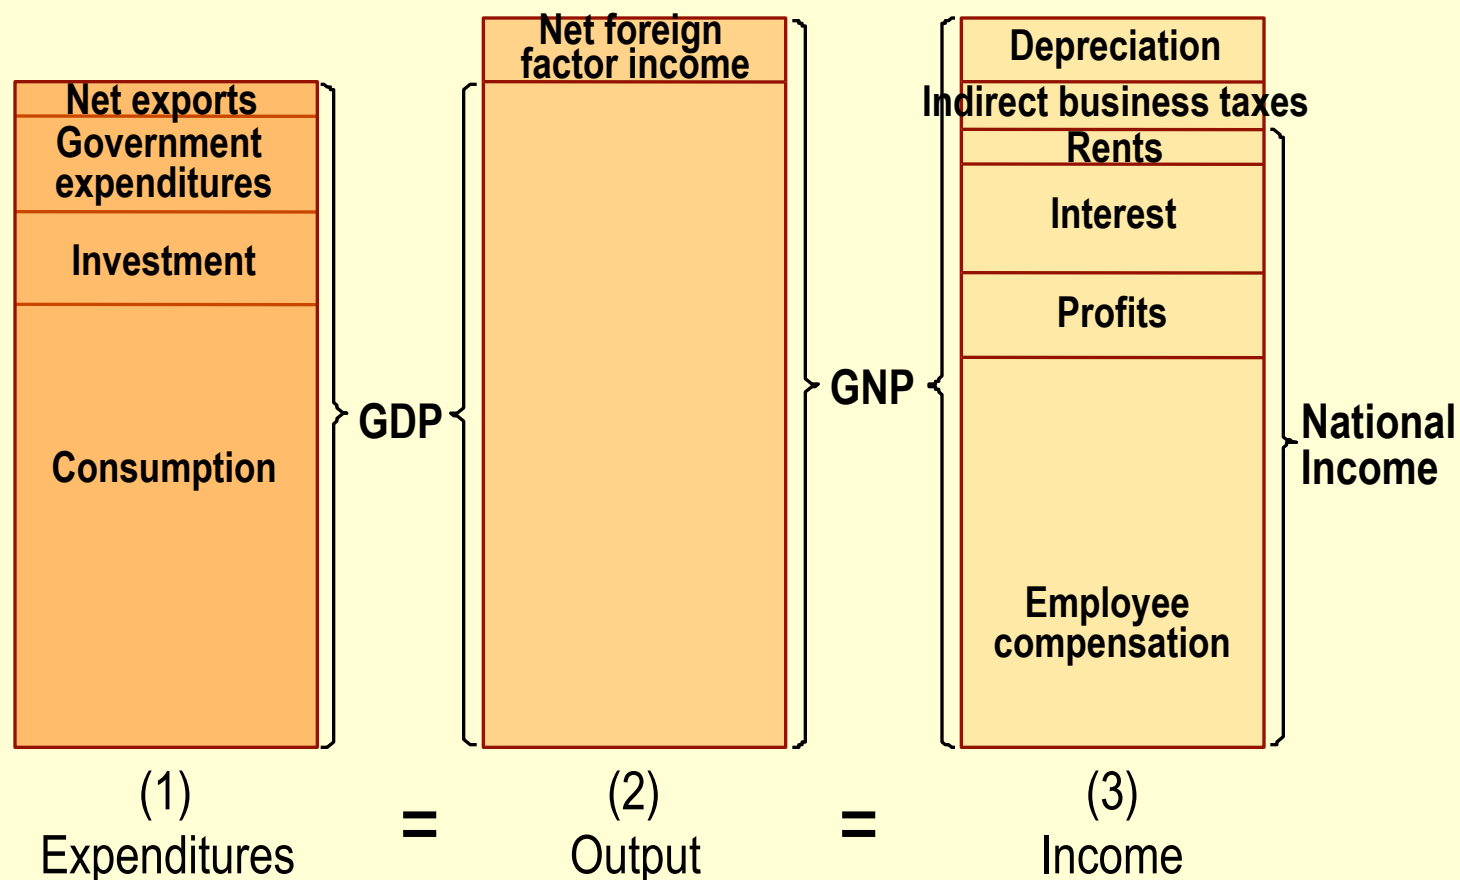 Net exports
Government
expenditures
Investment
Consumption
GDP
Net foreign
factor income
GNP
Depreciation
Indirect business taxes
Rents
Interest
Profits
Employee
compensation
National
Income
(1)
Expenditures
=
(2)
Output
=
(3)
Income